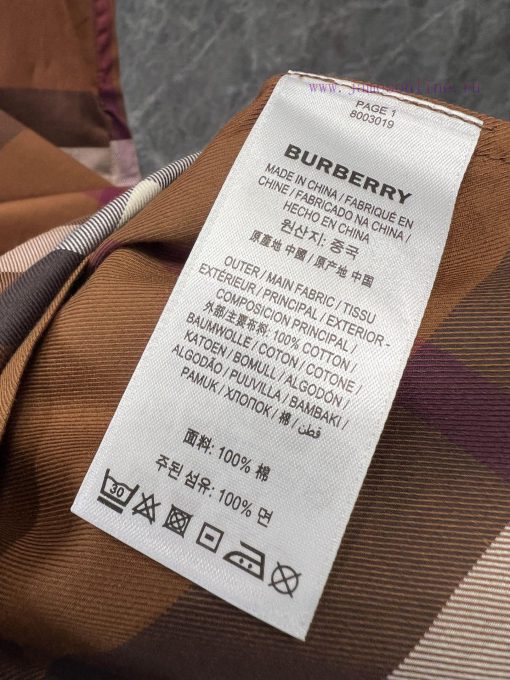 PAGE 1
8003019
BURBERRY
MADE IN CHINA / FABRIQUÉ EN
CHINE / FABRICADO NA CHINA /
HECHO EN CHINA
원산지: 중국
原產地 中國 / 原产地 中国
OUTER / MAIN FABRIC / TISSU
EXTÉRIEUR / PRINCIPAL / EXTERIOR -
COMPOSICIÓN PRINCIPAL /
外部/主要布料: 100% COTTON /
BAUMWOLLE / COTON / COTONE /
KATOEN / BOMULL / ALGODÓN /
ALGODÃO / PUUVILLA / BAMBAKI /
PAMUK / ХЛОПОК / 棉 / قطن
面料: 100% 棉
주된 섬유: 100% 면
30